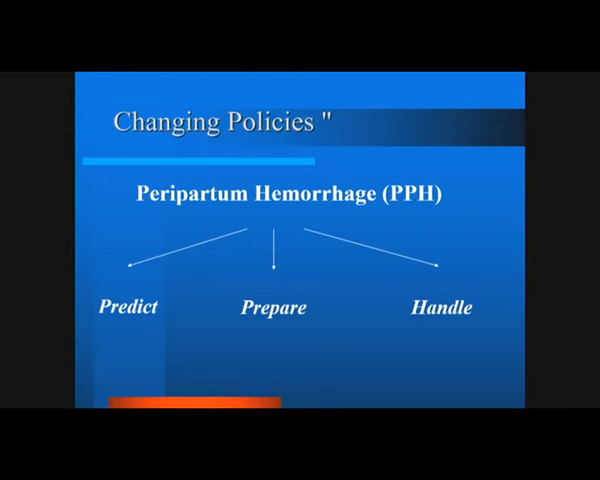 Changing Policies "
Peripartum Hemorrhage (PPH)
Predict Prepare Handle